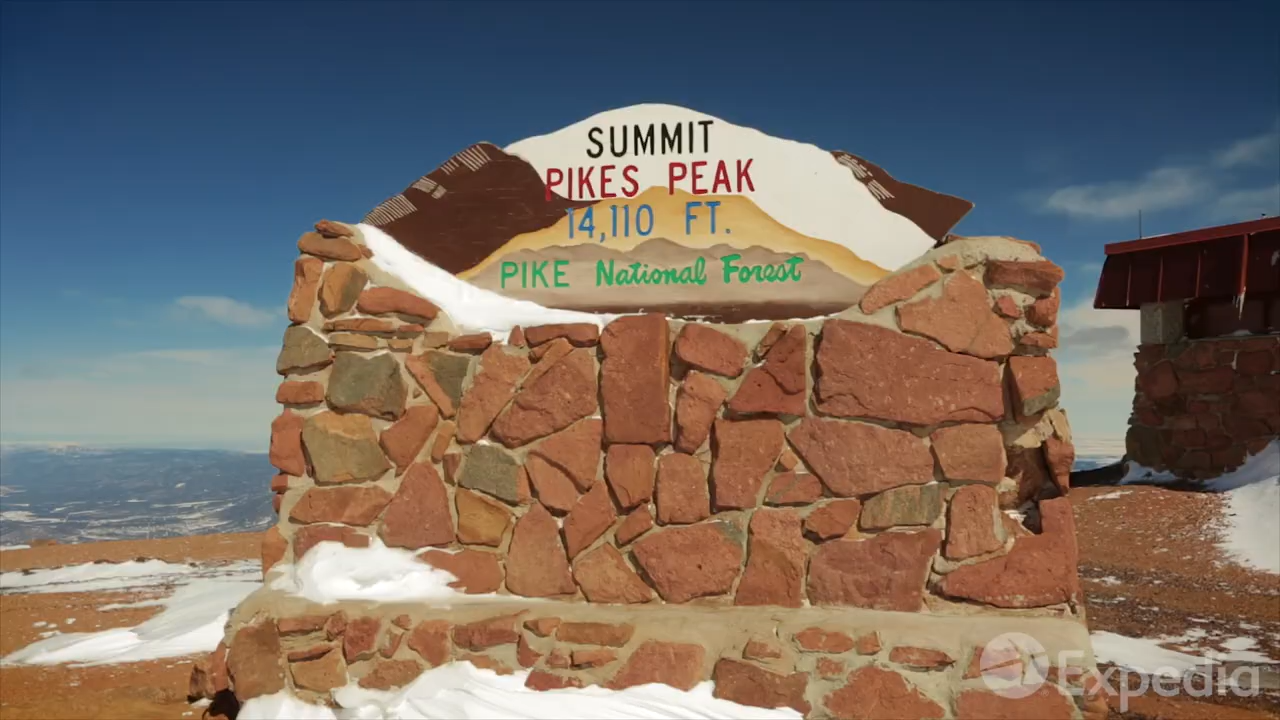 SUMMIT
PIKES PEAK
14,110 FT.
PIKE National Forest
Expedia